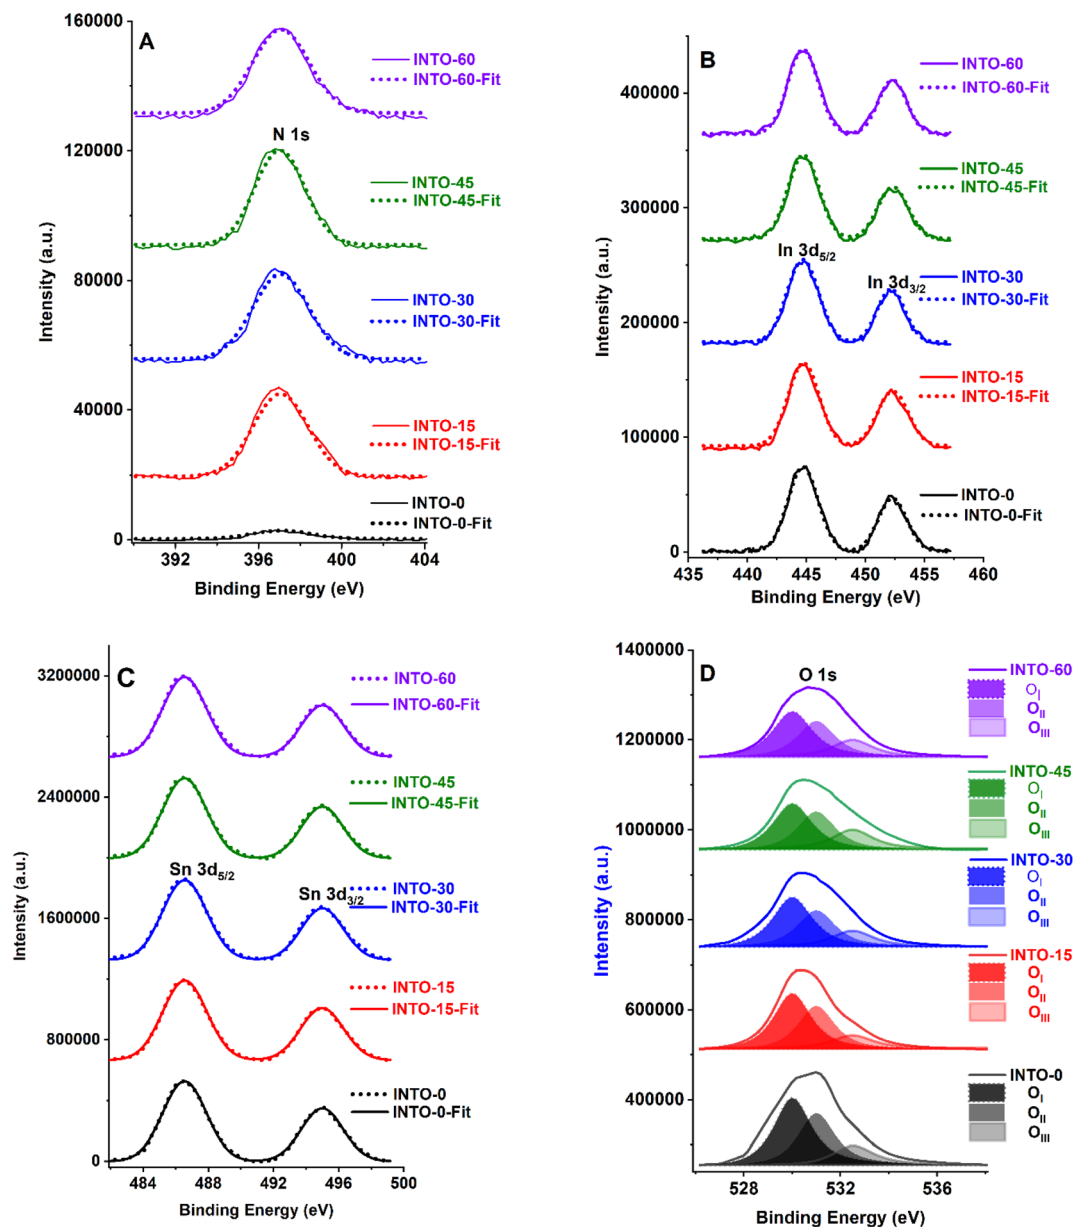 A
160000
120000
80000
40000
0
Intensity (a.u.)
INTO-60
INTO-60-Fit
N 1s
INTO-45
INTO-45-Fit
INTO-30
INTO-30-Fit
INTO-15
INTO-15-Fit
INTO-0
INTO-0-Fit
392 396 400 404
Binding Energy (eV)
B
400000
300000
200000
100000
0
Intensity (a.u.)
INTO-60
INTO-60-Fit
INTO-45
INTO-45-Fit
In 3d5/2
In 3d3/2
INTO-30
INTO-30-Fit
INTO-15
INTO-15-Fit
INTO-0
INTO-0-Fit
435 440 445 450 455 460
Binding Energy (eV)
C
3200000
2400000
1600000
800000
0
Intensity (a.u.)
INTO-60
INTO-60-Fit
INTO-45
INTO-45-Fit
Sn 3d5/2
Sn 3d3/2
INTO-30
INTO-30-Fit
INTO-15
INTO-15-Fit
INTO-0
INTO-0-Fit
484 488 492 496 500
Binding Energy (eV)
D
1400000
1200000
1000000
800000
600000
400000
Intensity (a.u.)
O 1s
INTO-60
OI
OII
OIII
INTO-45
OI
OII
OIII
INTO-30
OI
OII
OIII
INTO-15
OI
OII
OIII
INTO-0
OI
OII
OIII
528 532 536
Binding Energy (eV)